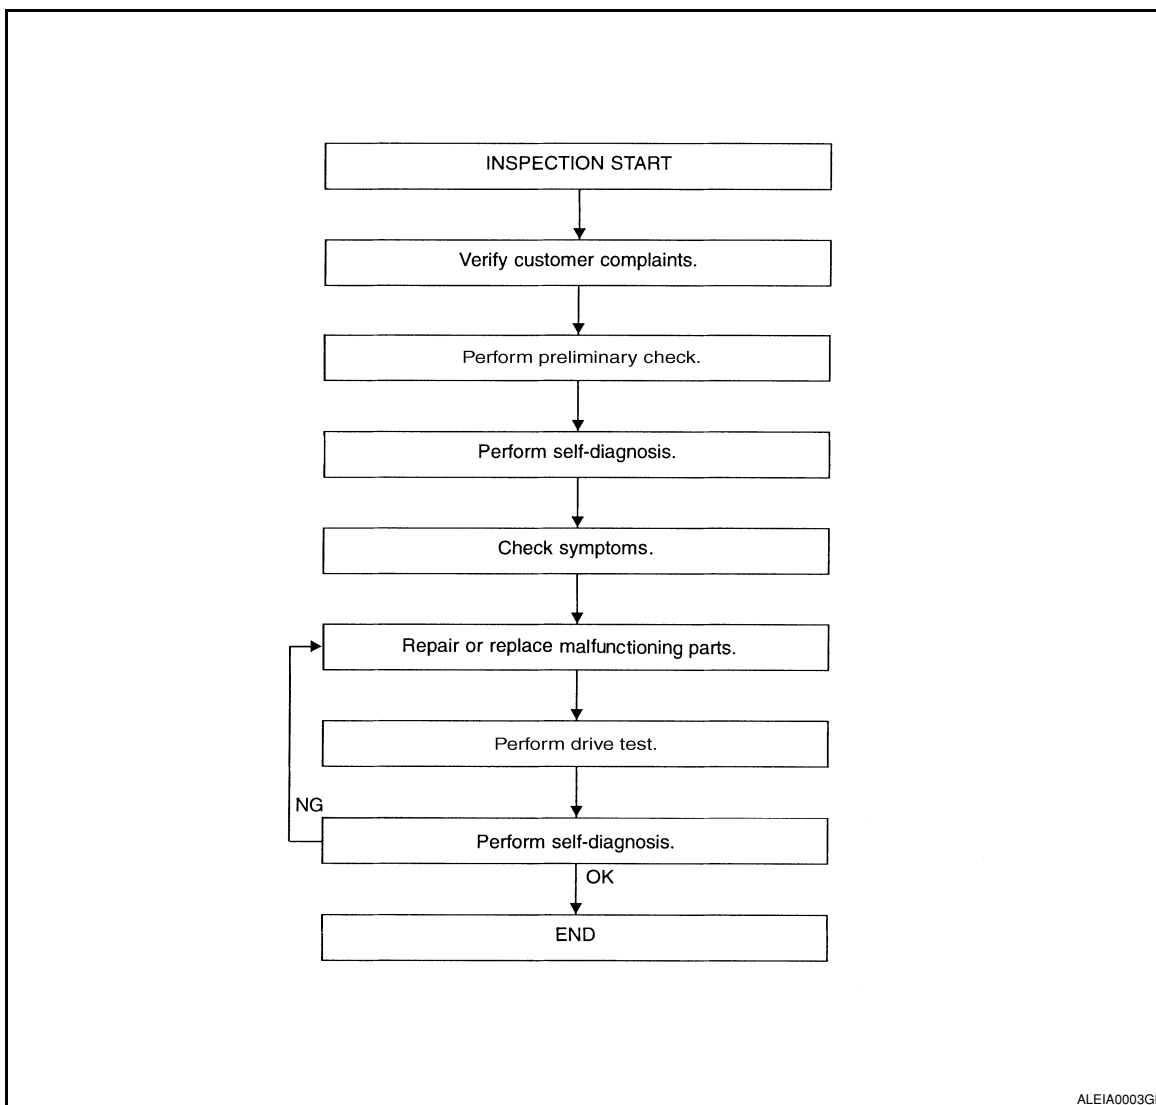 INSPECTION START
Verify customer complaints.
Perform preliminary check.
Perform self-diagnosis.
Check symptoms.
Repair or replace malfunctioning parts.
Perform drive test.
NG
Perform self-diagnosis.
OK
END